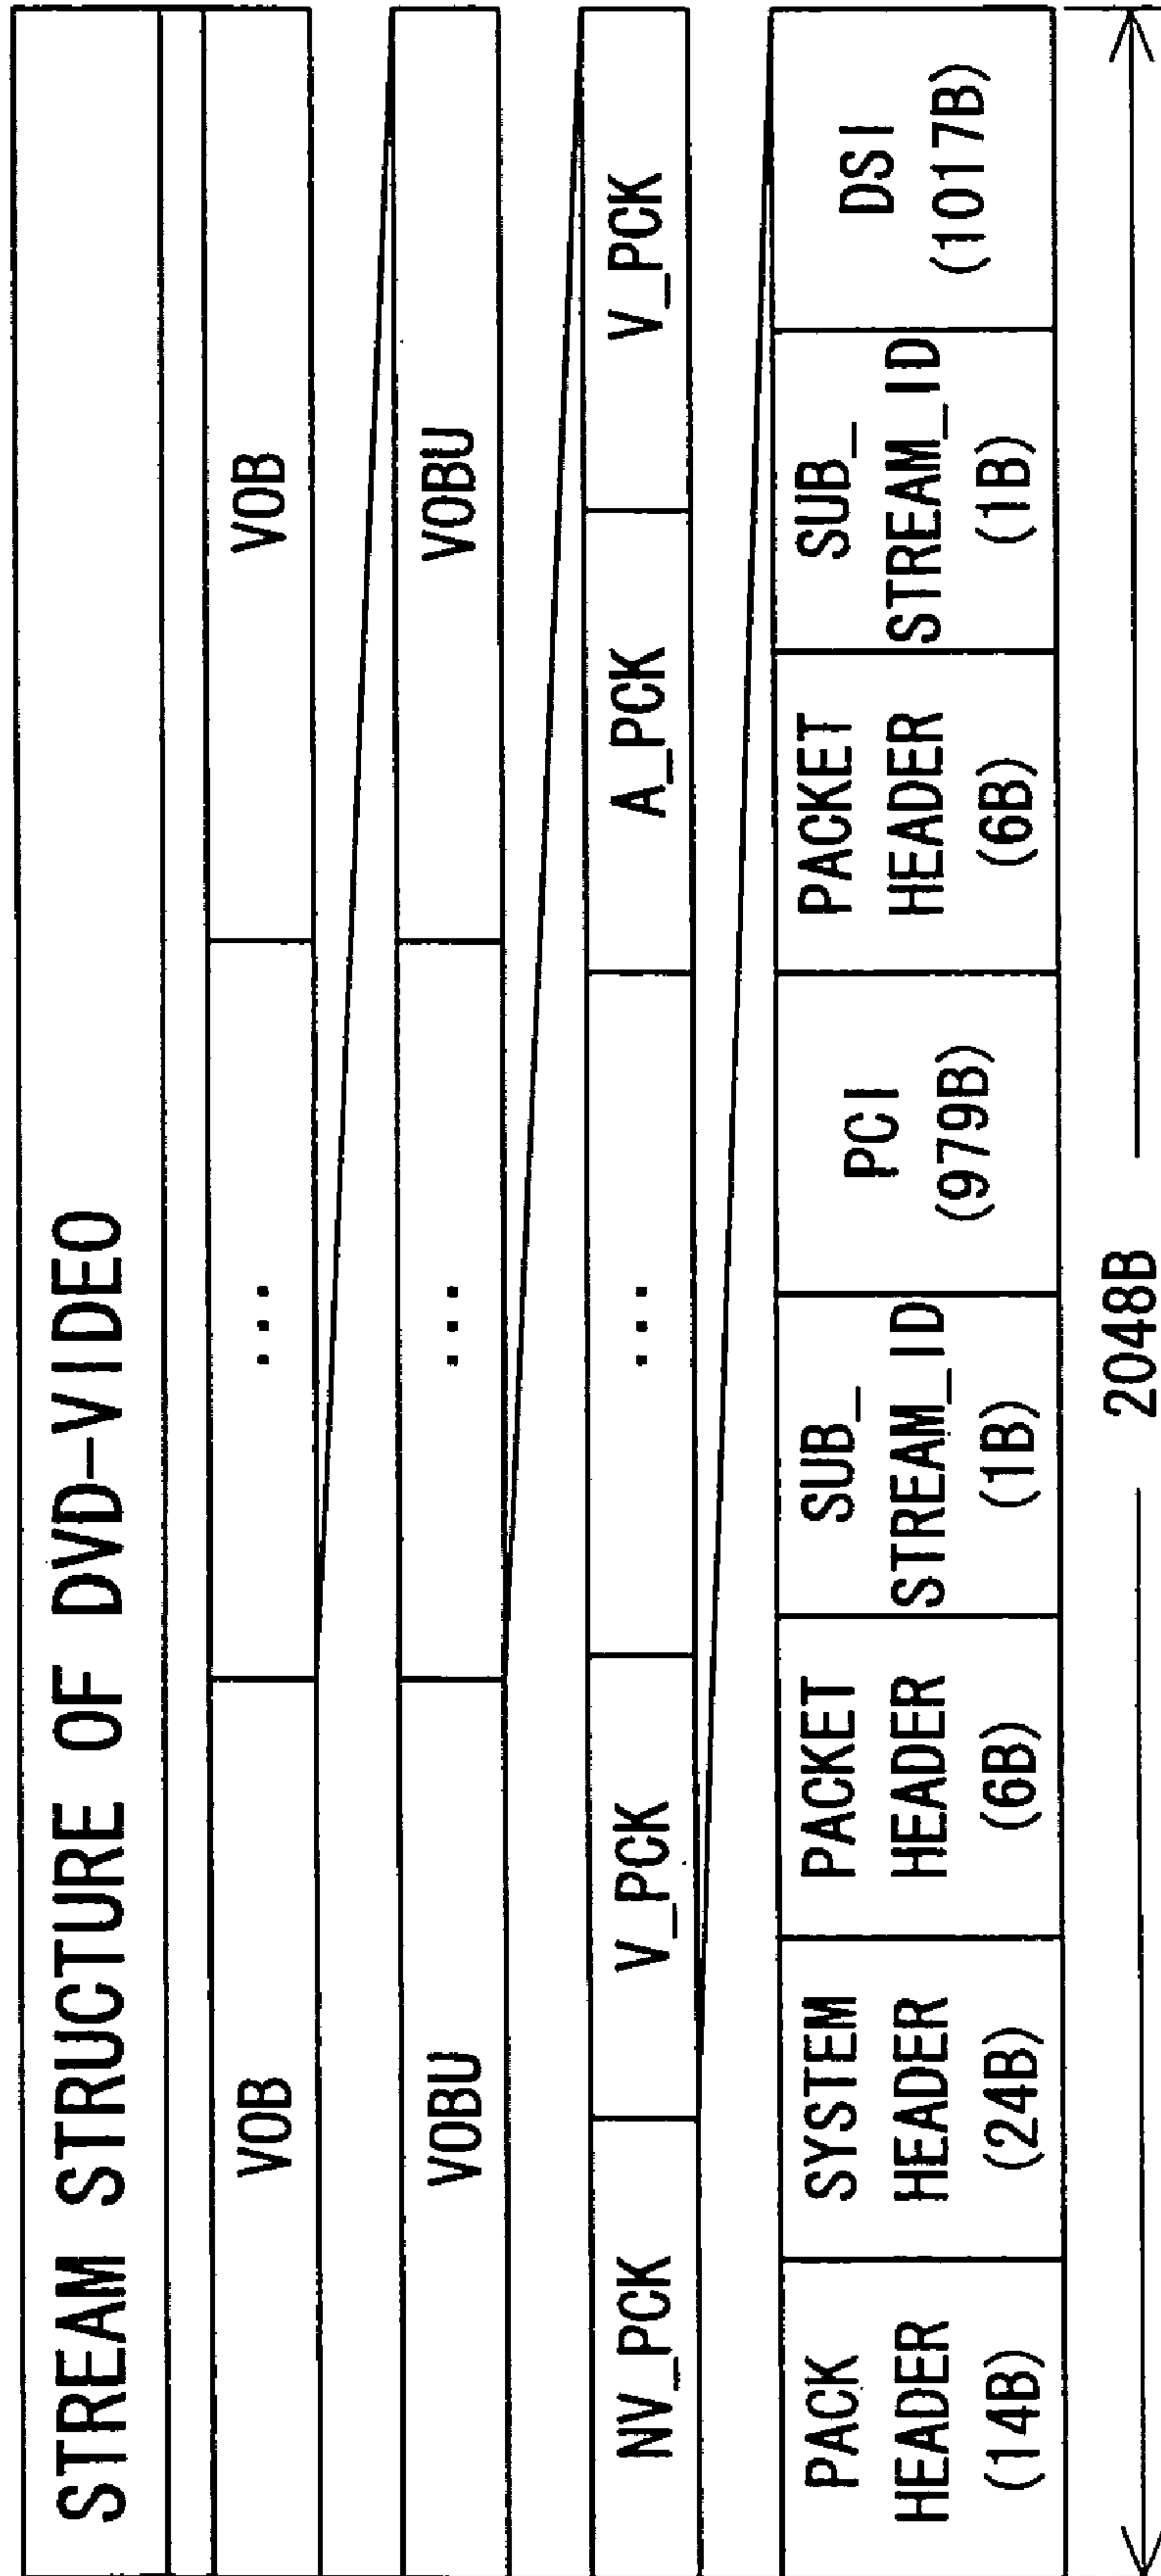 STREAM STRUCTURE OF DVD-VIDEO
VOB ... VOB
VOBU ... VOBU
NV_PCK V_PCK ... A_PCK V_PCK
PACK
HEADER
(14B)
SYSTEM
HEADER
(24B)
PACKET
HEADER
(6B)
SUB_
STREAM_ID
(1B)
PCI
(979B)
PACKET
HEADER
(6B)
SUB_
STREAM_ID
(1B)
DSI
(1017B)
2048B